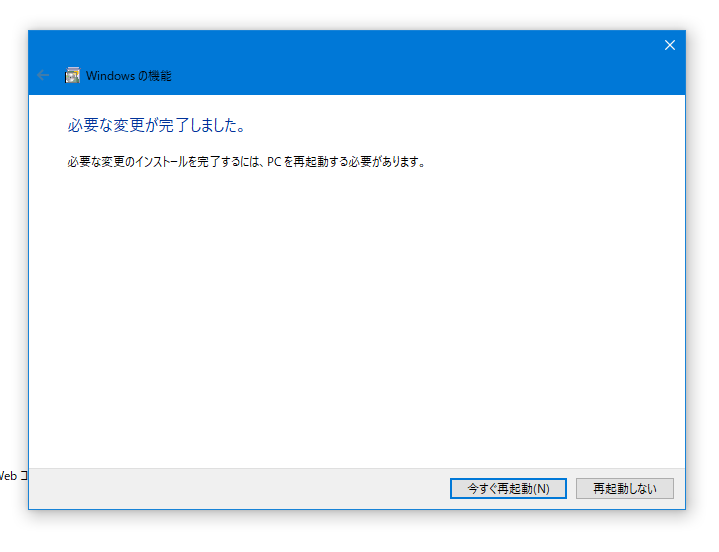 Windows の機能
必要な変更が完了しました。
必要な変更のインストールを完了するには、PC を再起動する必要があります。
Web コ
今すぐ再起動(N)
再起動しない